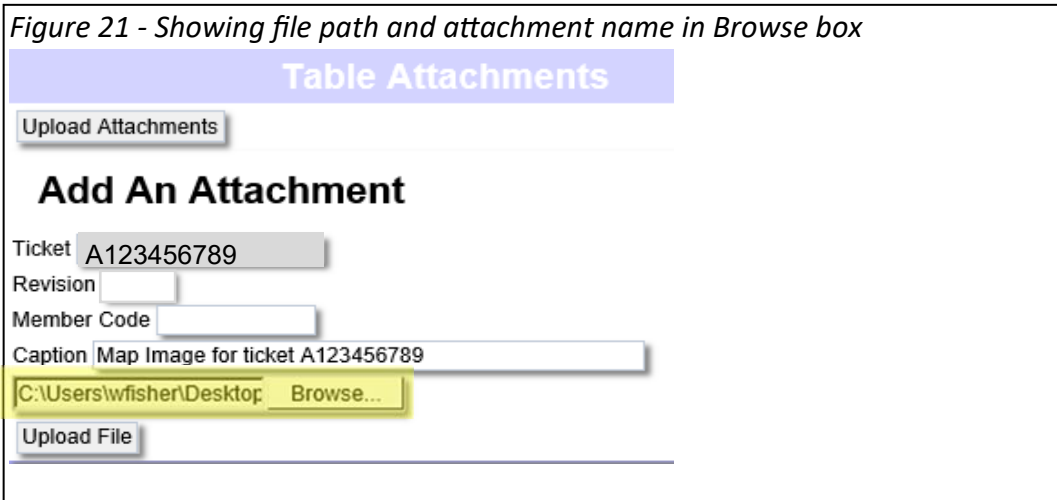 Figure 21 - Showing file path and attachment name in Browse box
Table Attachments
Upload Attachments
Add An Attachment
Ticket A123456789
Revision
Member Code
Caption Map Image for ticket A123456789
C:\Users\wfisher\Desktop Browse...
Upload File